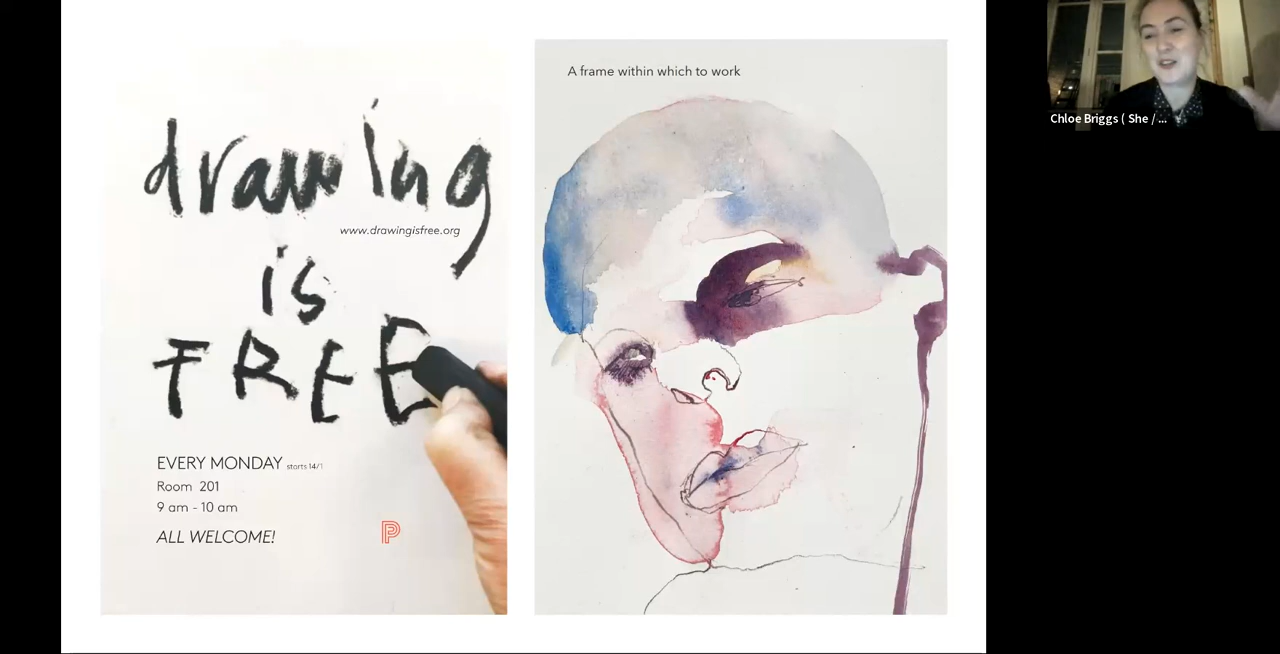 drawing
www.drawingisfree.org
is
FREE
EVERY MONDAY starts 14/1
Room 201
9 am - 10 am
ALL WELCOME!
P
A frame within which to work
Chloe Briggs ( She / ...